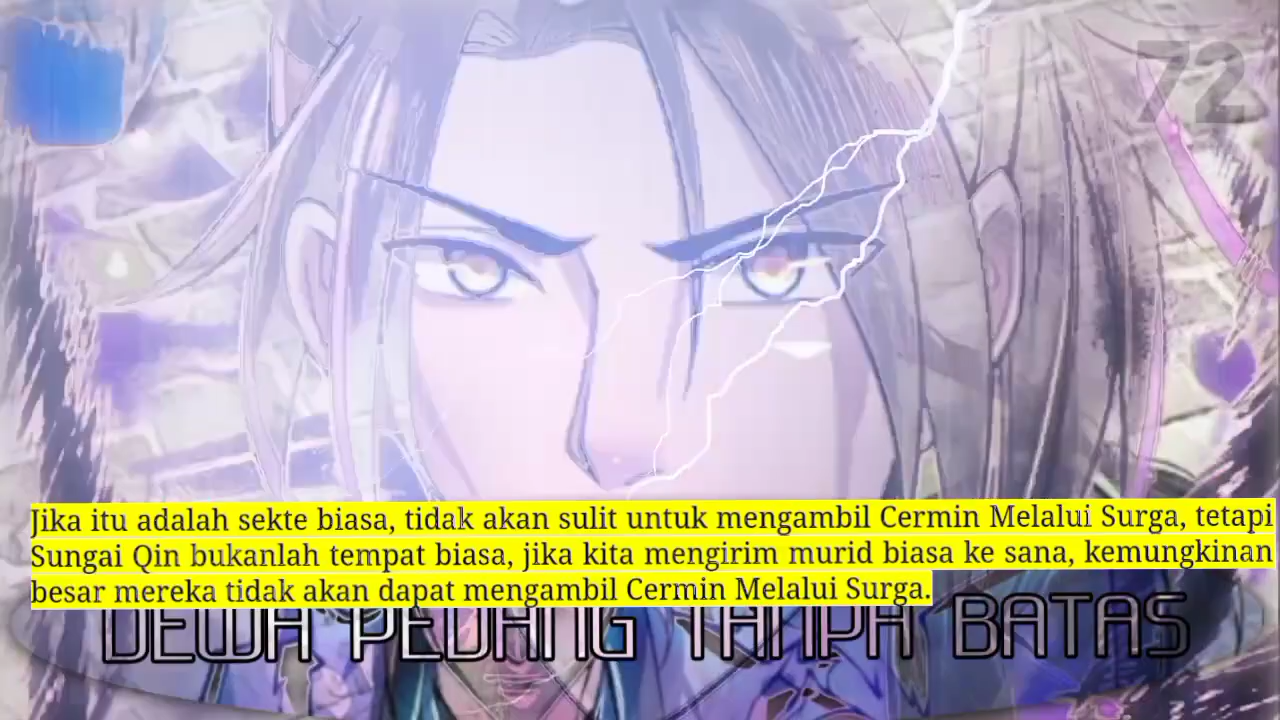 72
Jika itu adalah sekte biasa, tidak akan sulit untuk mengambil Cermin Melalui Surga, tetapi
Sungai Qin bukanlah tempat biasa, jika kita mengirim murid biasa ke sana, kemungkinan
besar mereka tidak akan dapat mengambil Cermin Melalui Surga.
DEWA PEDANG TANPA BATAS